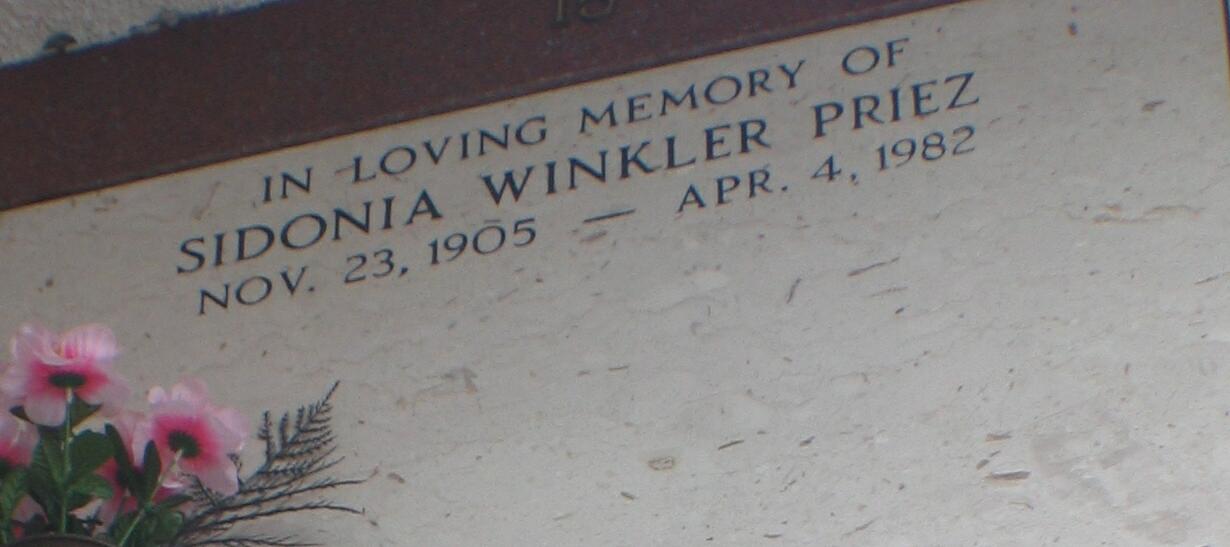 IN LOVING MEMORY OF
SIDONIA WINKLER PRIEZ
NOV. 23, 1905 — APR. 4, 1982